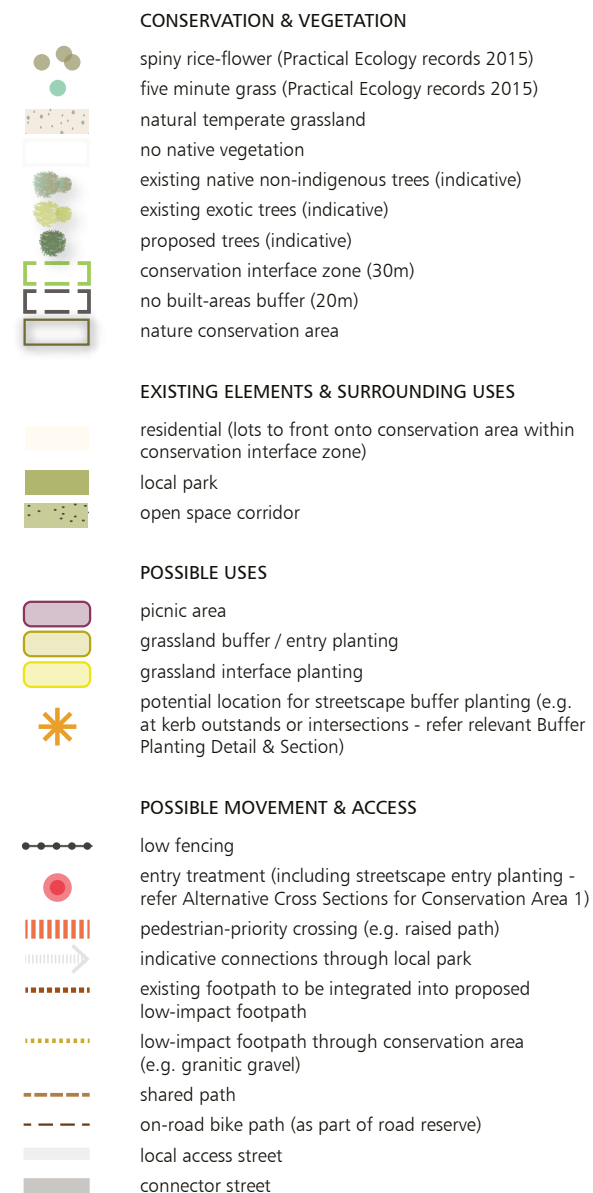 CONSERVATION & VEGETATION
spiny rice-flower (Practical Ecology records 2015)
five minute grass (Practical Ecology records 2015)
natural temperate grassland
no native vegetation
existing native non-indigenous trees (indicative)
existing exotic trees (indicative)
proposed trees (indicative)
conservation interface zone (30m)
no built-areas buffer (20m)
nature conservation area
EXISTING ELEMENTS & SURROUNDING USES
residential (lots to front onto conservation area within
conservation interface zone)
local park
open space corridor
POSSIBLE USES
picnic area
grassland buffer / entry planting
grassland interface planting
potential location for streetscape buffer planting (e.g.
at kerb outstands or intersections - refer relevant Buffer
Planting Detail & Section)
POSSIBLE MOVEMENT & ACCESS
low fencing
entry treatment (including streetscape entry planting -
refer Alternative Cross Sections for Conservation Area 1)
pedestrian-priority crossing (e.g. raised path)
indicative connections through local park
existing footpath to be integrated into proposed
low-impact footpath
low-impact footpath through conservation area
(e.g. granitic gravel)
shared path
on-road bike path (as part of road reserve)
local access street
connector street